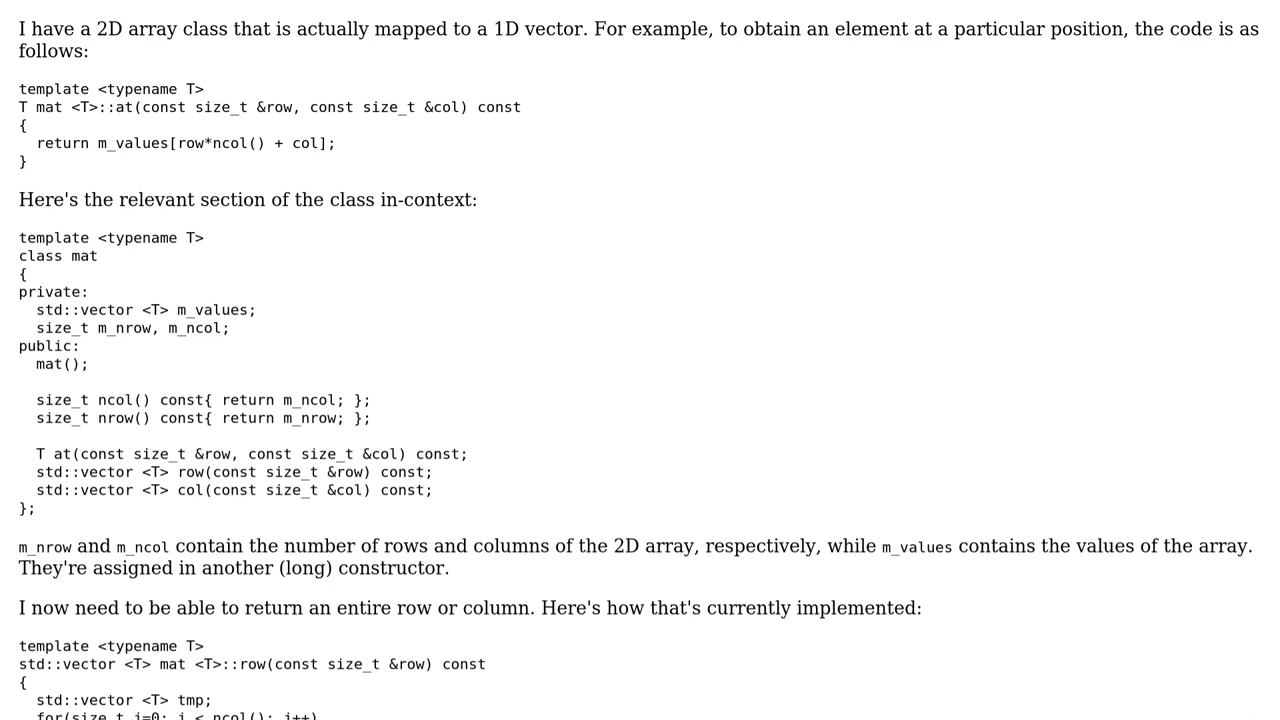 I have a 2D array class that is actually mapped to a 1D vector. For example, to obtain an element at a particular position, the code is as
follows:
template <typename T>
T mat <T>::at(const size_t &row, const size_t &col) const
{
  return m_values[row*ncol() + col];
}
Here's the relevant section of the class in-context:
template <typename T>
class mat
{
private:
  std::vector <T> m_values;
  size_t m_nrow, m_ncol;
public:
  mat();
  size_t ncol() const{ return m_ncol; };
  size_t nrow() const{ return m_nrow; };
  T at(const size_t &row, const size_t &col) const;
  std::vector <T> row(const size_t &row) const;
  std::vector <T> col(const size_t &col) const;
};
m_nrow and m_ncol contain the number of rows and columns of the 2D array, respectively, while m_values contains the values of the array.
They're assigned in another (long) constructor.
I now need to be able to return an entire row or column. Here's how that's currently implemented:
template <typename T>
std::vector <T> mat <T>::row(const size_t &row) const
{
  std::vector <T> tmp;
  for(size_t i=0; i < ncol(); i++)